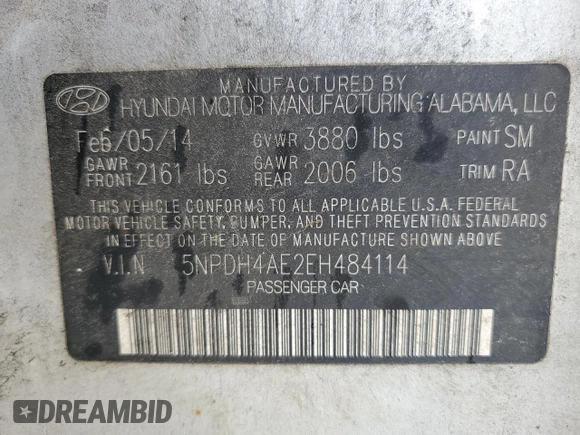 MANUFACTURED BY
HYUNDAI MOTOR MANUFACTURING ALABAMA, LLC
Feb/05/14 GVWR 3880 lbs PAINT SM
GAWR FRONT 2161 lbs GAWR REAR 2006 lbs TRIM RA
THIS VEHICLE CONFORMS TO ALL APPLICABLE U.S.A. FEDERAL
MOTOR VEHICLE SAFETY, BUMPER, AND THEFT PREVENTION STANDARDS
IN EFFECT ON THE DATE OF MANUFACTURE SHOWN ABOVE
V.I.N 5NPDH4AE2EH484114
PASSENGER CAR
DREAMBID